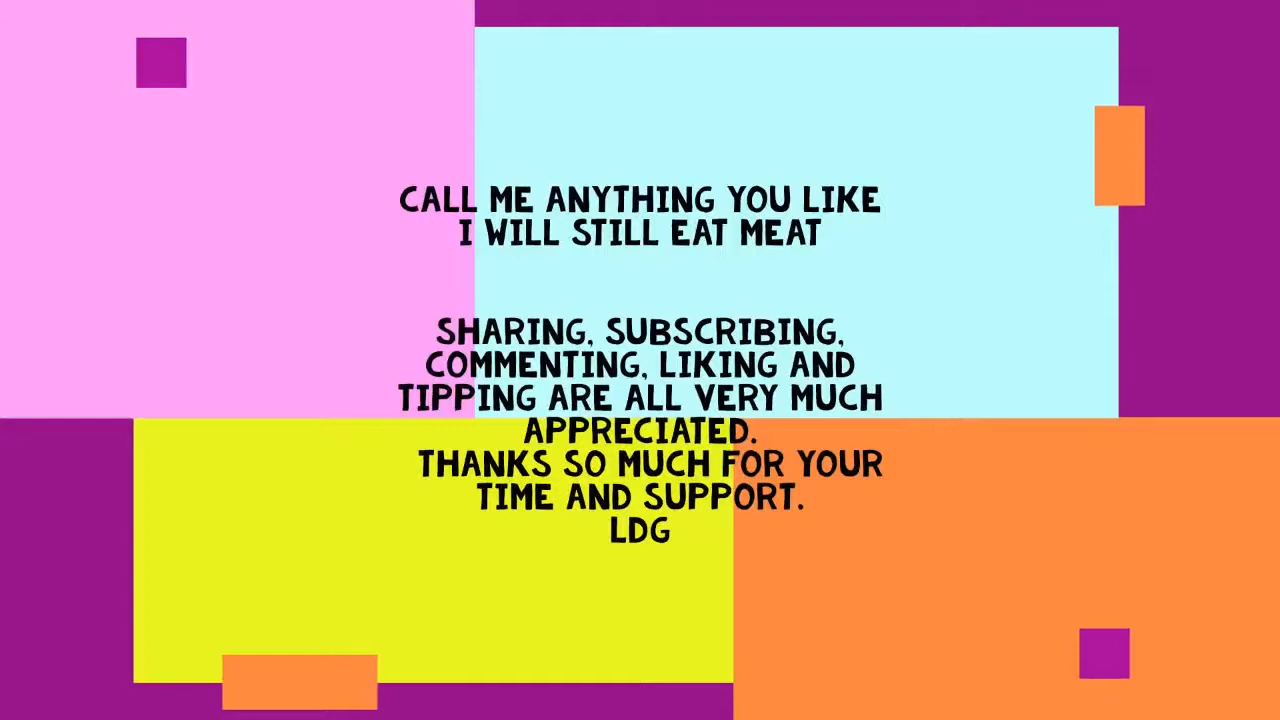 CALL ME ANYTHING YOU LIKE
I WILL STILL EAT MEAT
SHARING, SUBSCRIBING,
COMMENTING, LIKING AND
TIPPING ARE ALL VERY MUCH
APPRECIATED.
THANKS SO MUCH FOR YOUR
TIME AND SUPPORT.
LDG